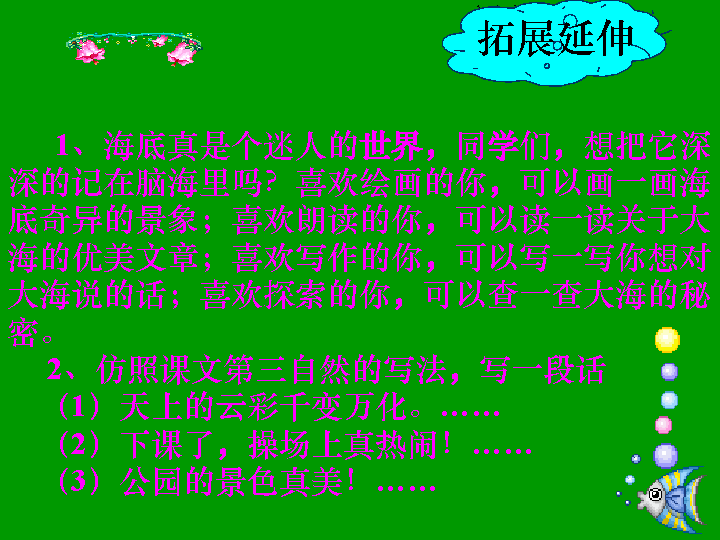 拓展延伸
1、海底真是个迷人的世界，同学们，想把它深
深的记在脑海里吗？喜欢绘画的你，可以画一画海
底奇异的景象；喜欢朗读的你，可以读一读关于大
海的优美文章；喜欢写作的你，可以写一写你想对
大海说的话；喜欢探索的你，可以查一查大海的秘
密。
2、仿照课文第三自然的写法，写一段话
（1）天上的云彩千变万化。……
（2）下课了，操场上真热闹！……
（3）公园的景色真美！……